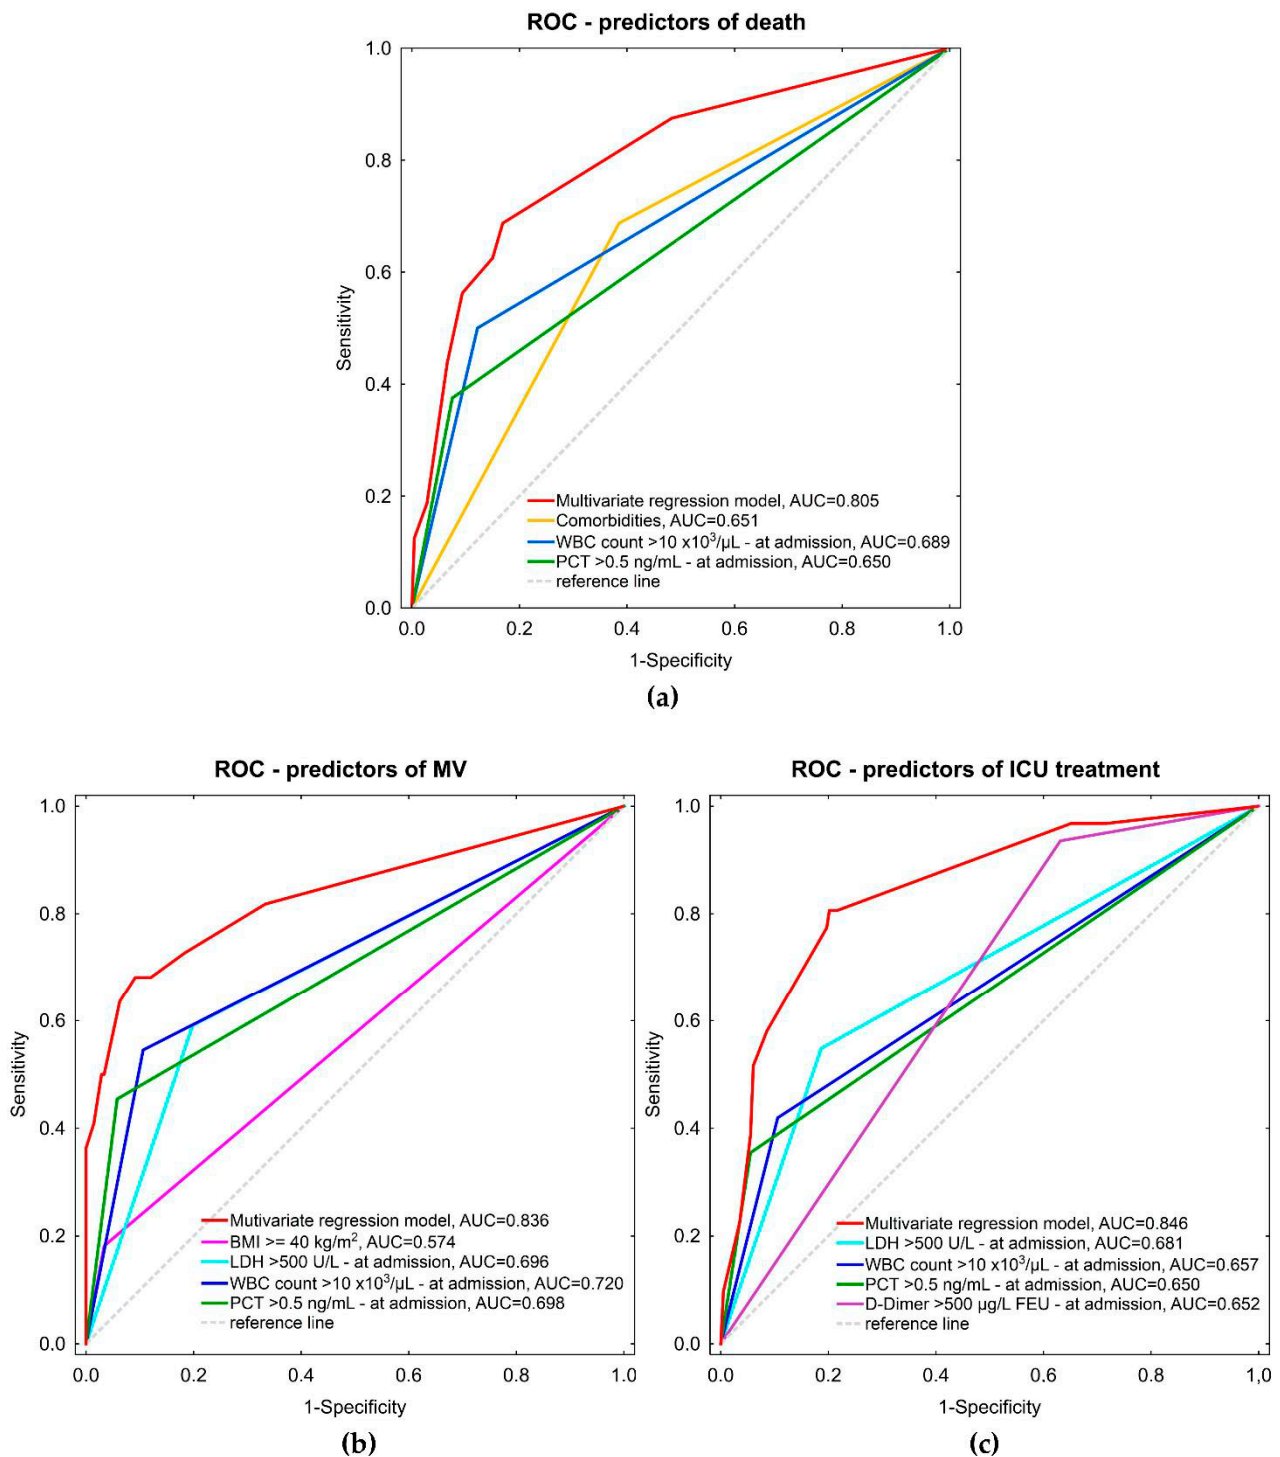 ROC - predictors of death
1.0
0.8
0.6
0.4
0.2
0.0
Sensitivity
Multivariate regression model, AUC=0.805
Comorbidities, AUC=0.651
WBC count >10 x10³/µL - at admission, AUC=0.689
PCT >0.5 ng/mL - at admission, AUC=0.650
reference line
0.0 0.2 0.4 0.6 0.8 1.0
1-Specificity
(a)
ROC - predictors of MV
1.0
0.8
0.6
0.4
0.2
0.0
Sensitivity
Mutivariate regression model, AUC=0.836
BMI >= 40 kg/m², AUC=0.574
LDH >500 U/L - at admission, AUC=0.696
WBC count >10 x10³/µL - at admission, AUC=0.720
PCT >0.5 ng/mL - at admission, AUC=0.698
reference line
0.0 0.2 0.4 0.6 0.8 1.0
1-Specificity
(b)
ROC - predictors of ICU treatment
1.0
0.8
0.6
0.4
0.2
0.0
Sensitivity
Multivariate regression model, AUC=0.846
LDH >500 U/L - at admission, AUC=0.681
WBC count >10 x10³/µL - at admission, AUC=0.657
PCT >0.5 ng/mL - at admission, AUC=0.650
D-Dimer >500 µg/L FEU - at admission, AUC=0.652
reference line
0.0 0.2 0.4 0.6 0.8 1,0
1-Specificity
(c)